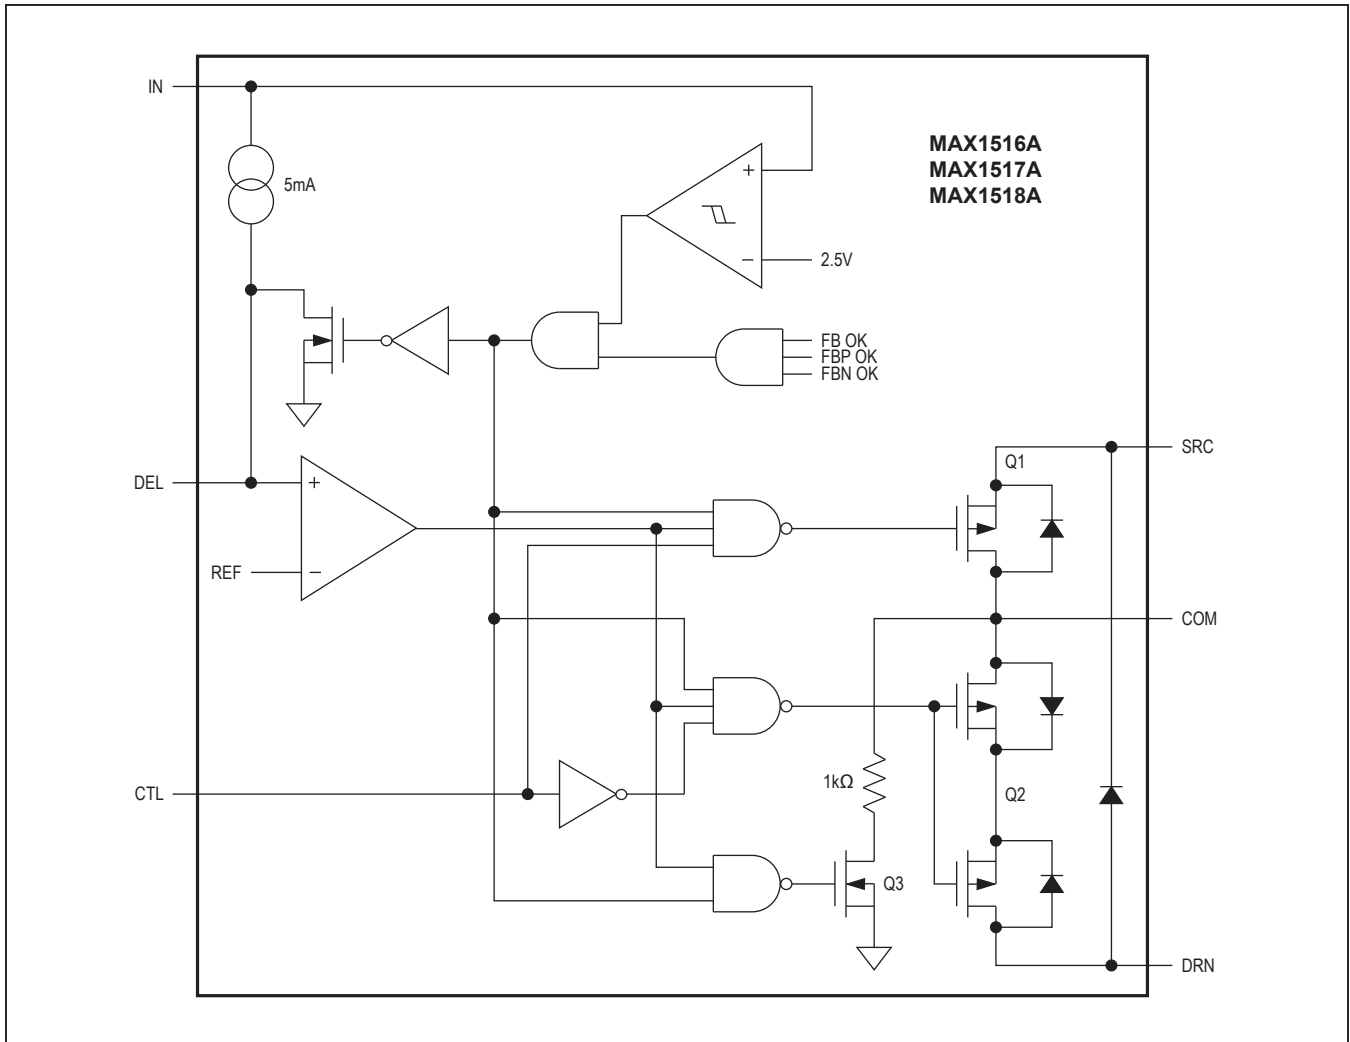 IN
MAX1516A
MAX1517A
MAX1518A
+
5mA
2.5V
−
FB OK
FBP OK
FBN OK
SRC
Q1
DEL
+
REF
−
COM
CTL
1kΩ
Q2
Q3
DRN